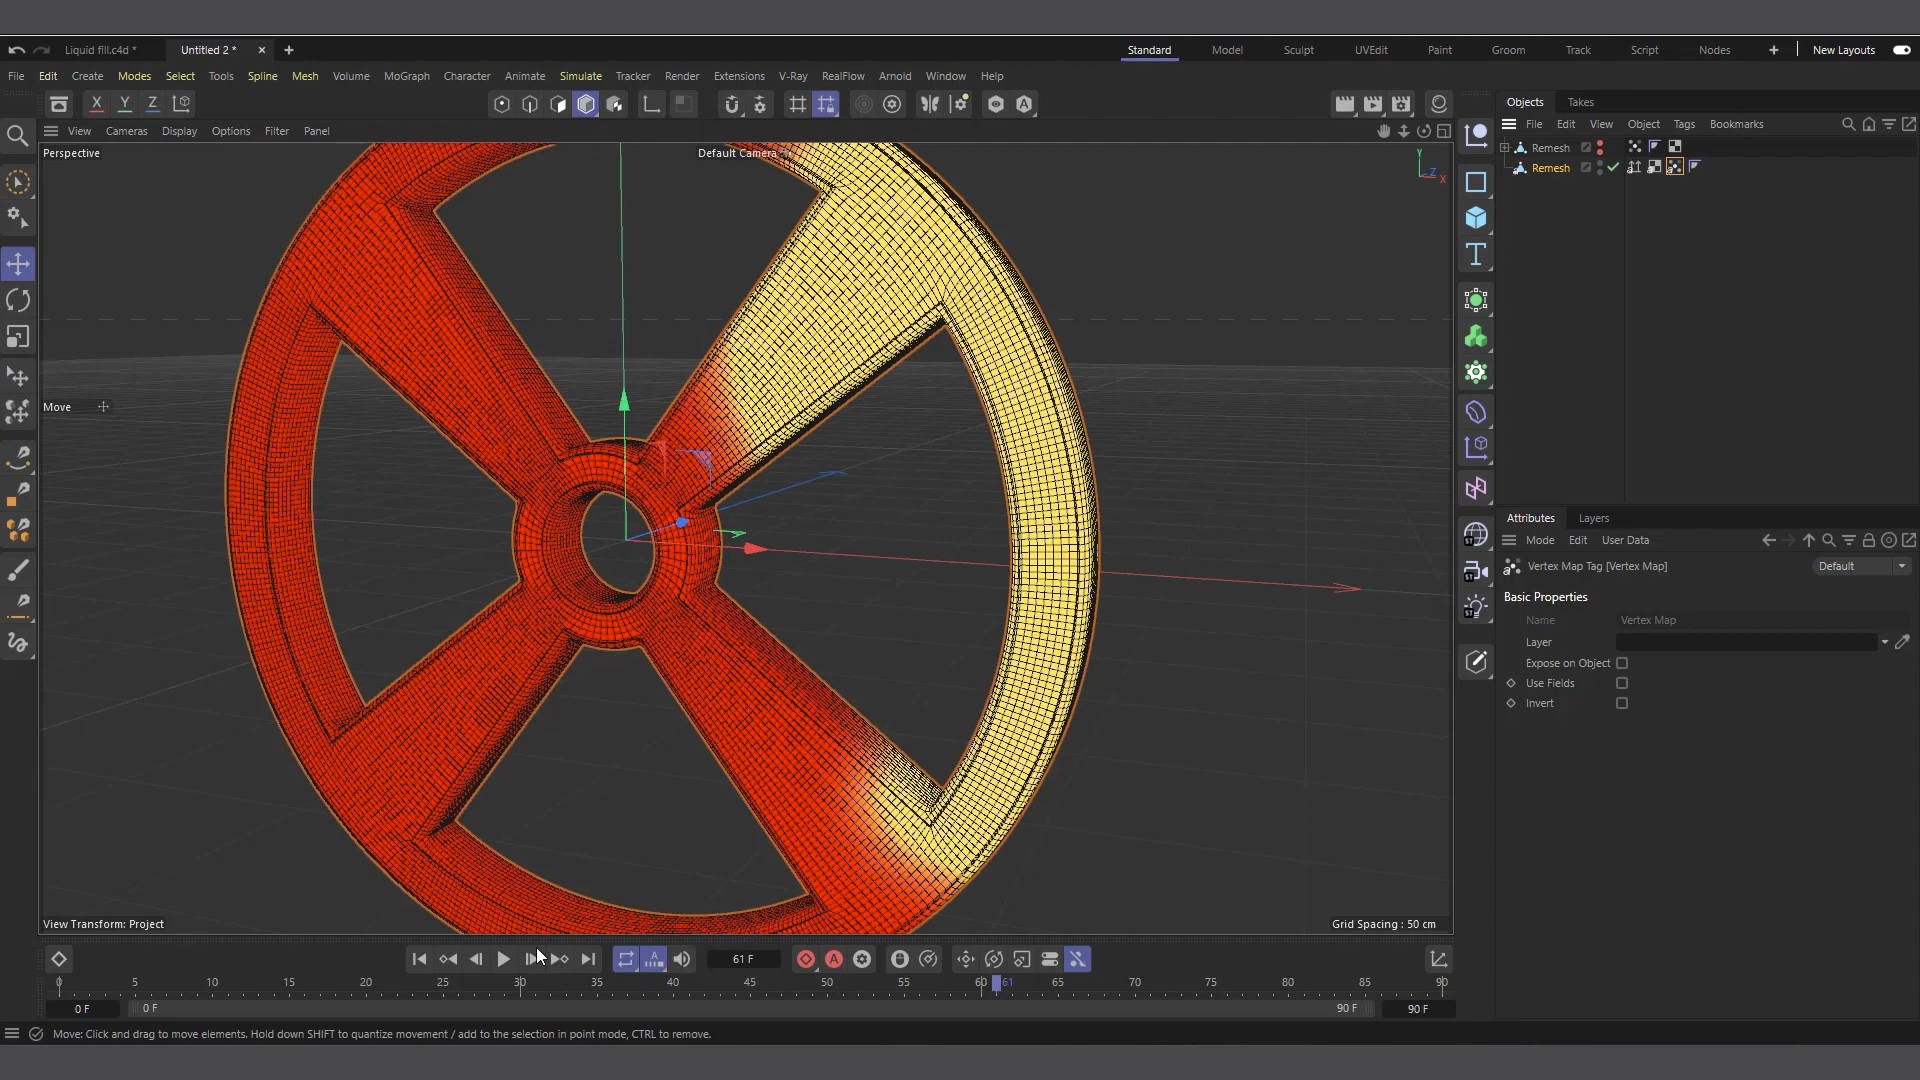 Liquid fill.c4d *
Untitled 2 *
Standard
Model
Sculpt
UVEdit
Paint
Groom
Track
Script
Nodes
New Layouts
File Edit Create Modes Select Tools Spline Mesh Volume MoGraph Character Animate Simulate Tracker Render Extensions V-Ray RealFlow Arnold Window Help
X Y Z
Objects Takes
View Cameras Display Options Filter Panel
File Edit View Object Tags Bookmarks
Perspective
Default Camera
Y
Z
X
Remesh
Remesh
Move
Attributes Layers
Mode Edit User Data
Vertex Map Tag [Vertex Map]
Default
Basic Properties
Name Vertex Map
Layer
Expose on Object
Use Fields
Invert
ST
ST
ST
View Transform: Project
Grid Spacing : 50 cm
61 F
0 5 10 15 20 25 30 35 40 45 50 55 60 61 65 70 75 80 85 90
0 F
0 F
90 F
90 F
Move: Click and drag to move elements. Hold down SHIFT to quantize movement / add to the selection in point mode, CTRL to remove.